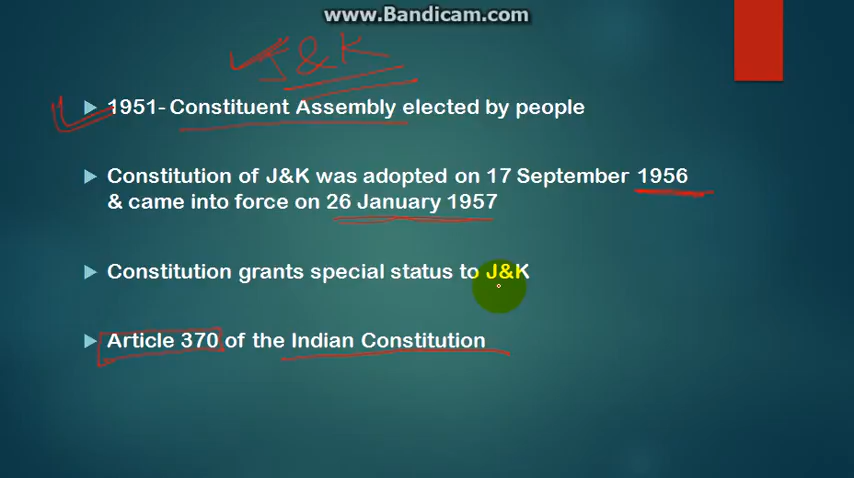 www.Bandicam.com
J&K
1951- Constituent Assembly elected by people
Constitution of J&K was adopted on 17 September 1956
& came into force on 26 January 1957
Constitution grants special status to J&K
Article 370 of the Indian Constitution